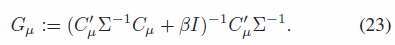 G_μ := (C′_μ Σ⁻¹ C_μ + βI)⁻¹ C′_μ Σ⁻¹. (23)